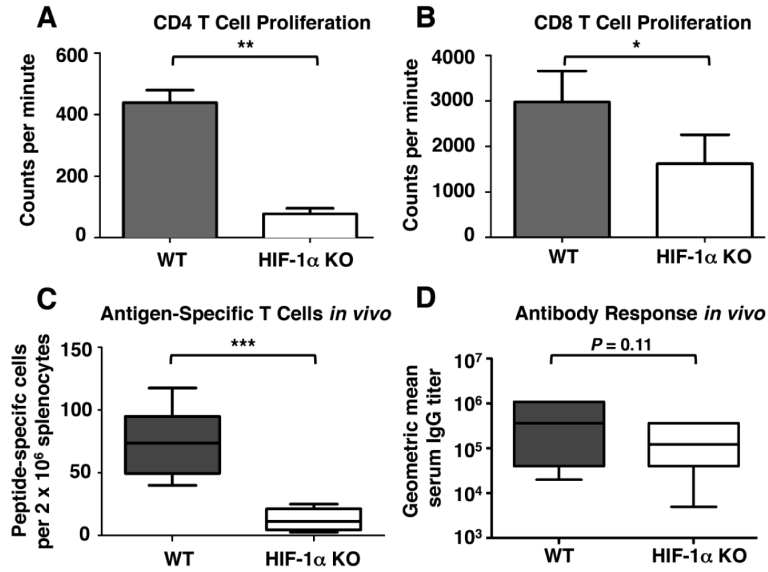 A
CD4 T Cell Proliferation
**
Counts per minute
600
400
200
0
WT
HIF-1α KO
B
CD8 T Cell Proliferation
*
Counts per minute
4000
3000
2000
1000
0
WT
HIF-1α KO
C
Antigen-Specific T Cells in vivo
***
Peptide-specifc cells
per 2 x 10⁶ splenocytes
150
100
50
0
WT
HIF-1α KO
D
Antibody Response in vivo
P = 0.11
Geometric mean
serum IgG titer
10⁷
10⁶
10⁵
10⁴
10³
WT
HIF-1α KO